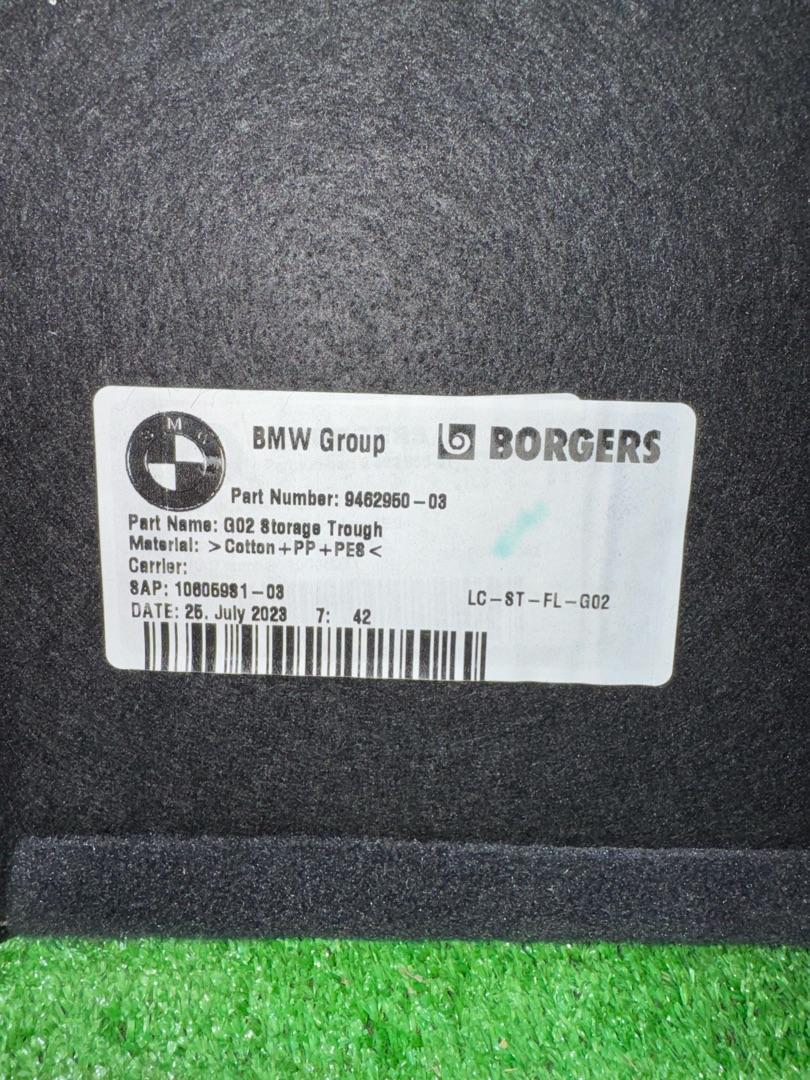 BMW
BMW Group
BORGERS
Part Number: 9462950-03
Part Name: G02 Storage Trough
Material: >Cotton+PP+PES<
Carrier:
SAP: 10605981-03
LC-ST-FL-G02
DATE: 25. July 2023 7: 42